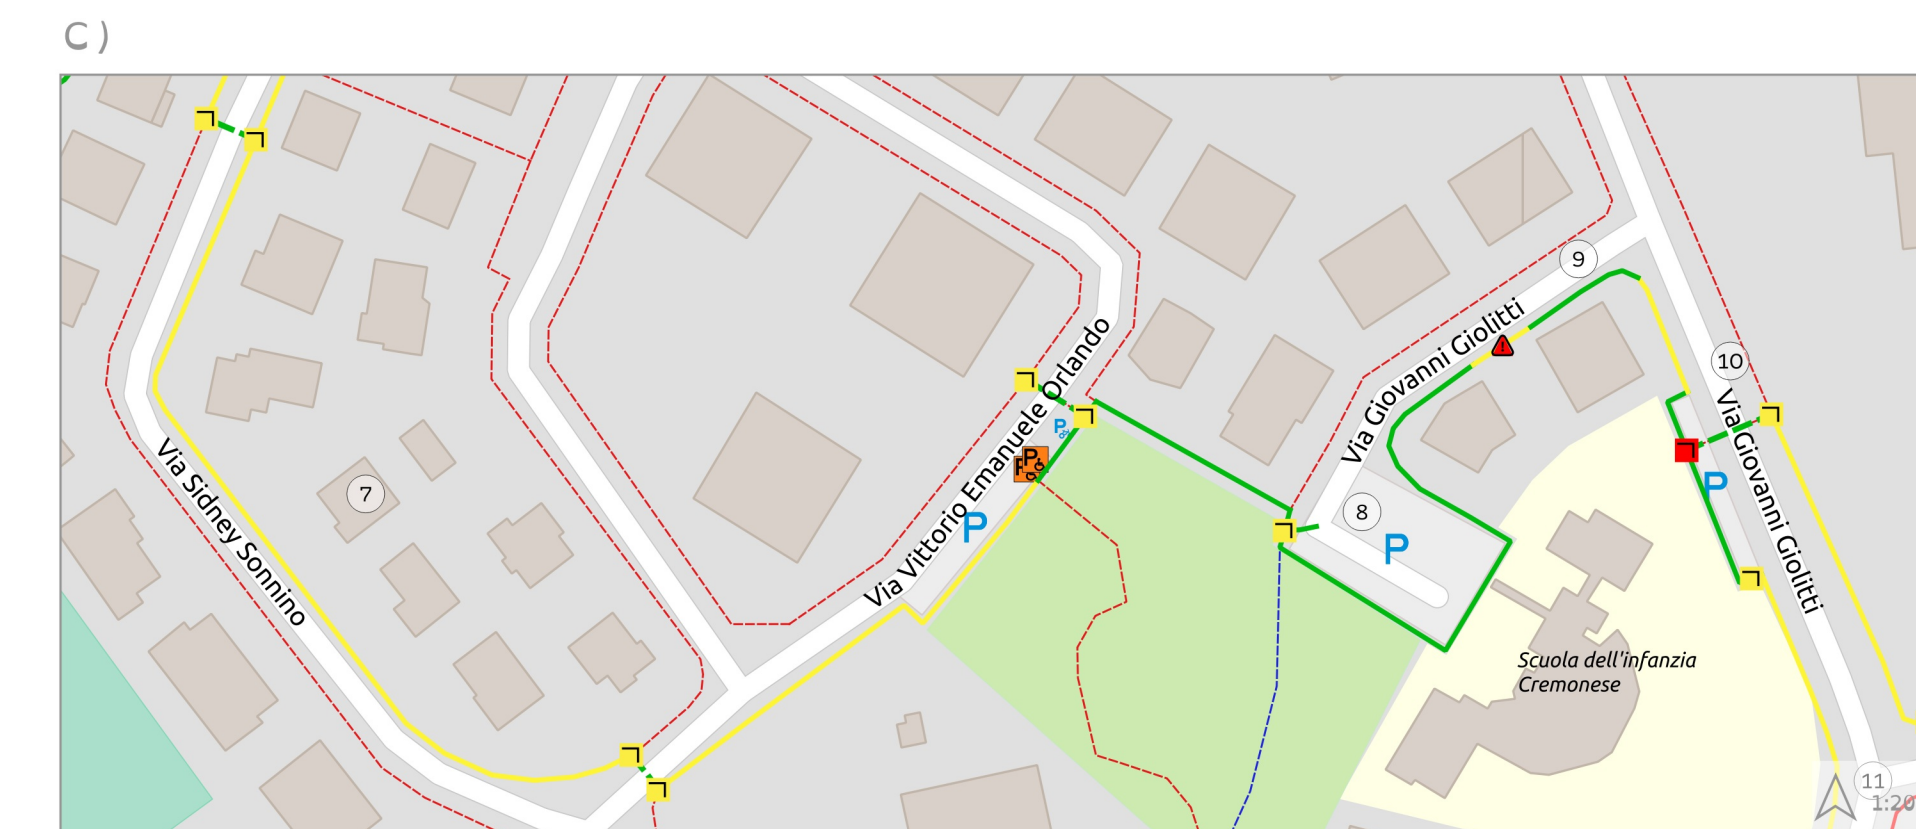 C )
9
Via Giovanni Giolitti
10
Via Vittorio Emanuele Orlando
P
P
P
Via Sidney Sonnino
7
P
8
P
P
Via Giovanni Giolitti
Scuola dell'infanzia
Cremonese
11